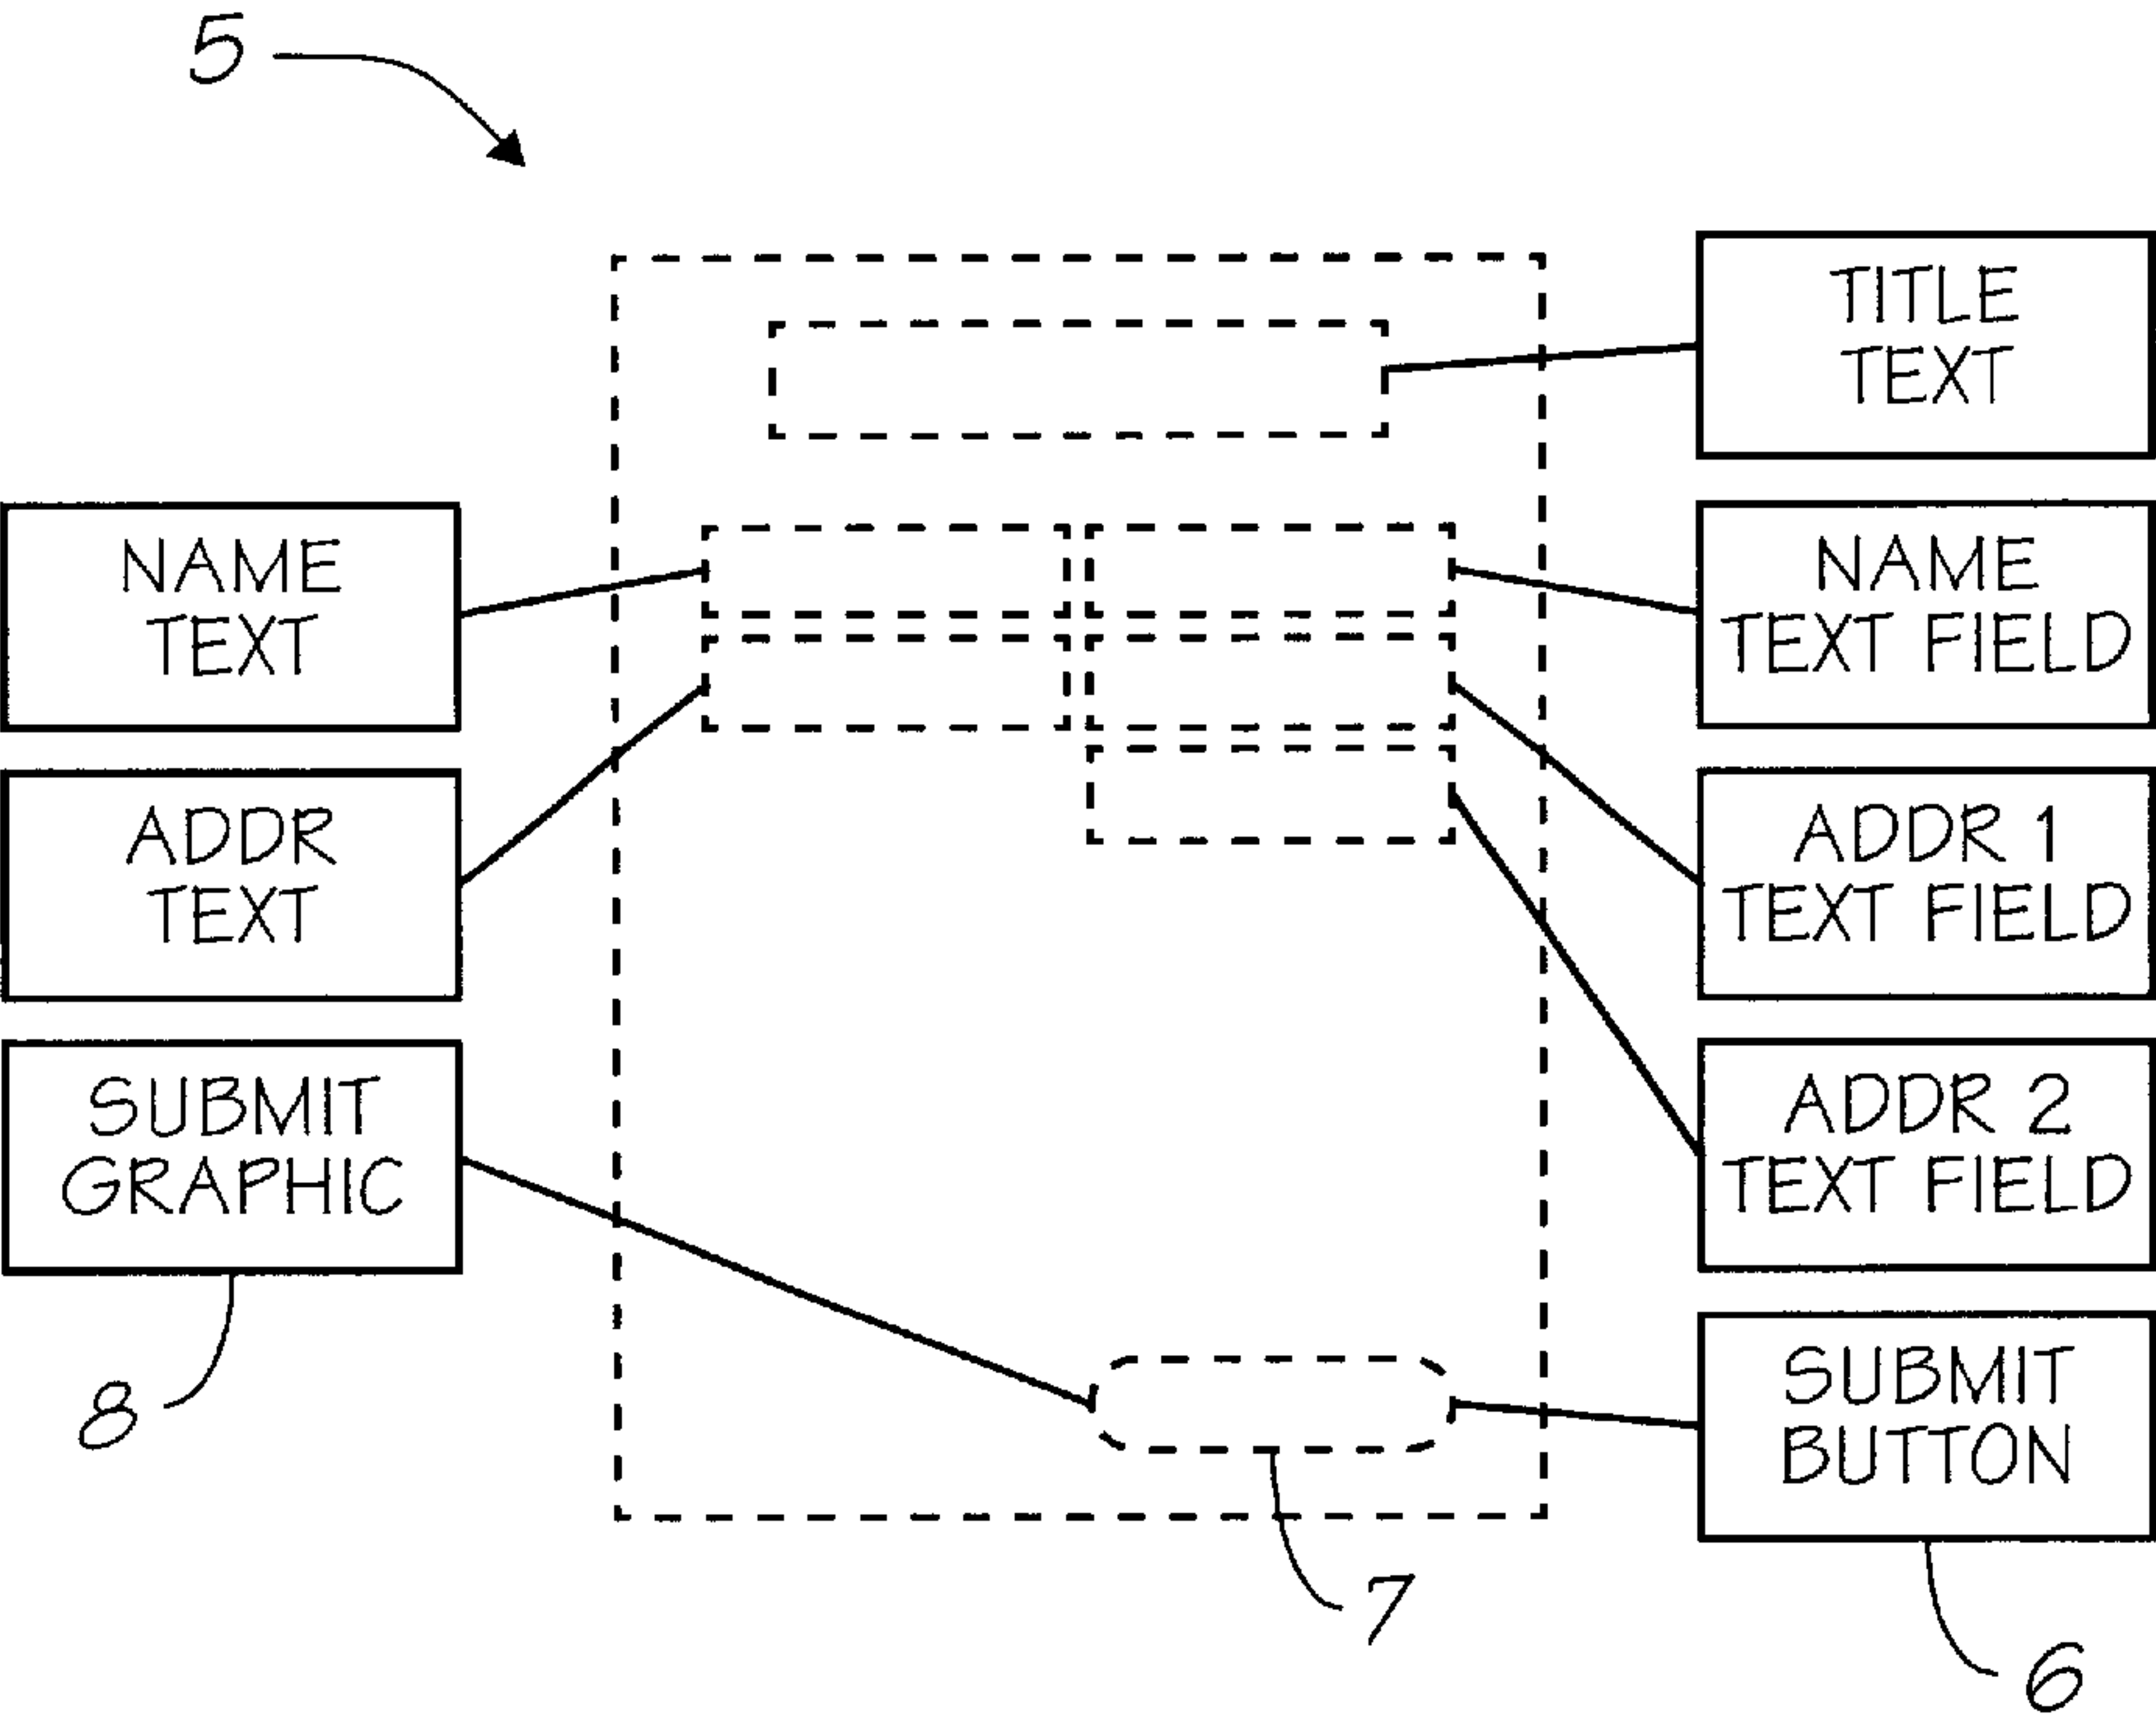 5
TITLE
TEXT
NAME
TEXT
NAME
TEXT FIELD
ADDR
TEXT
ADDR 1
TEXT FIELD
SUBMIT
GRAPHIC
ADDR 2
TEXT FIELD
8
SUBMIT
BUTTON
7
6